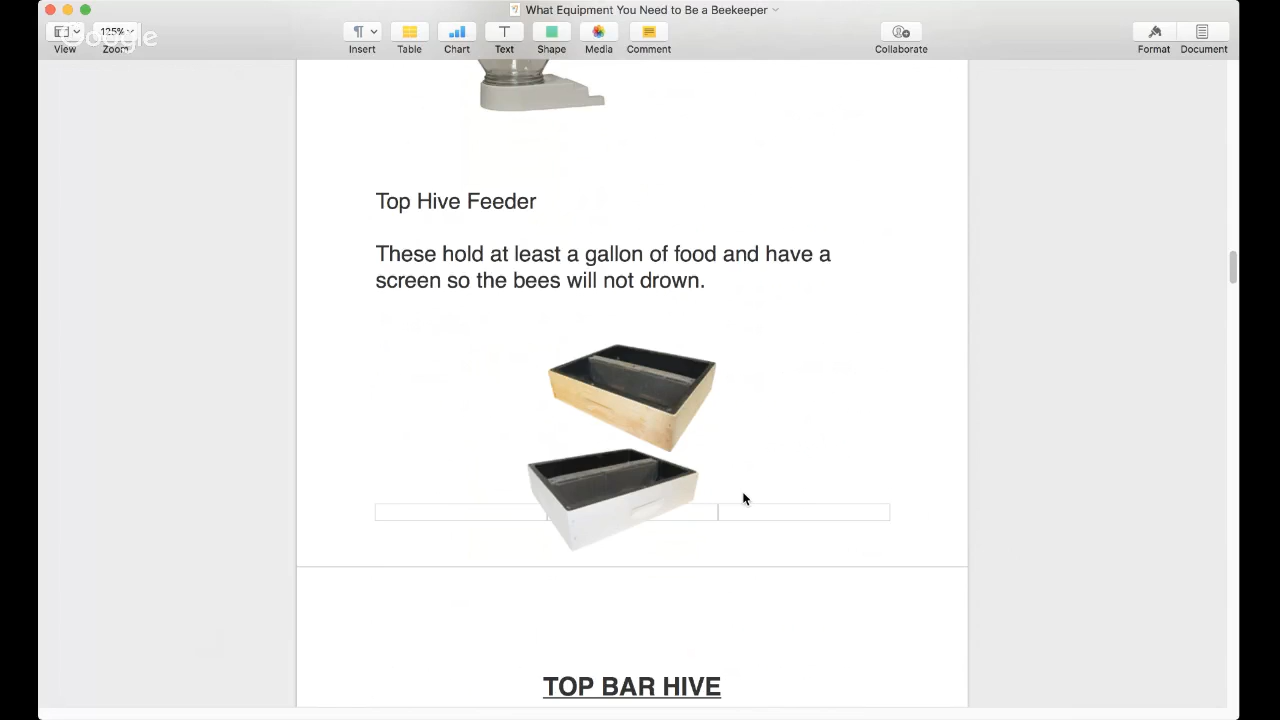 What Equipment You Need to Be a Beekeeper
Google
125%
View
Zoom
Insert
Table
Chart
Text
Shape
Media
Comment
Collaborate
Format
Document
Top Hive Feeder
These hold at least a gallon of food and have a
screen so the bees will not drown.
TOP BAR HIVE